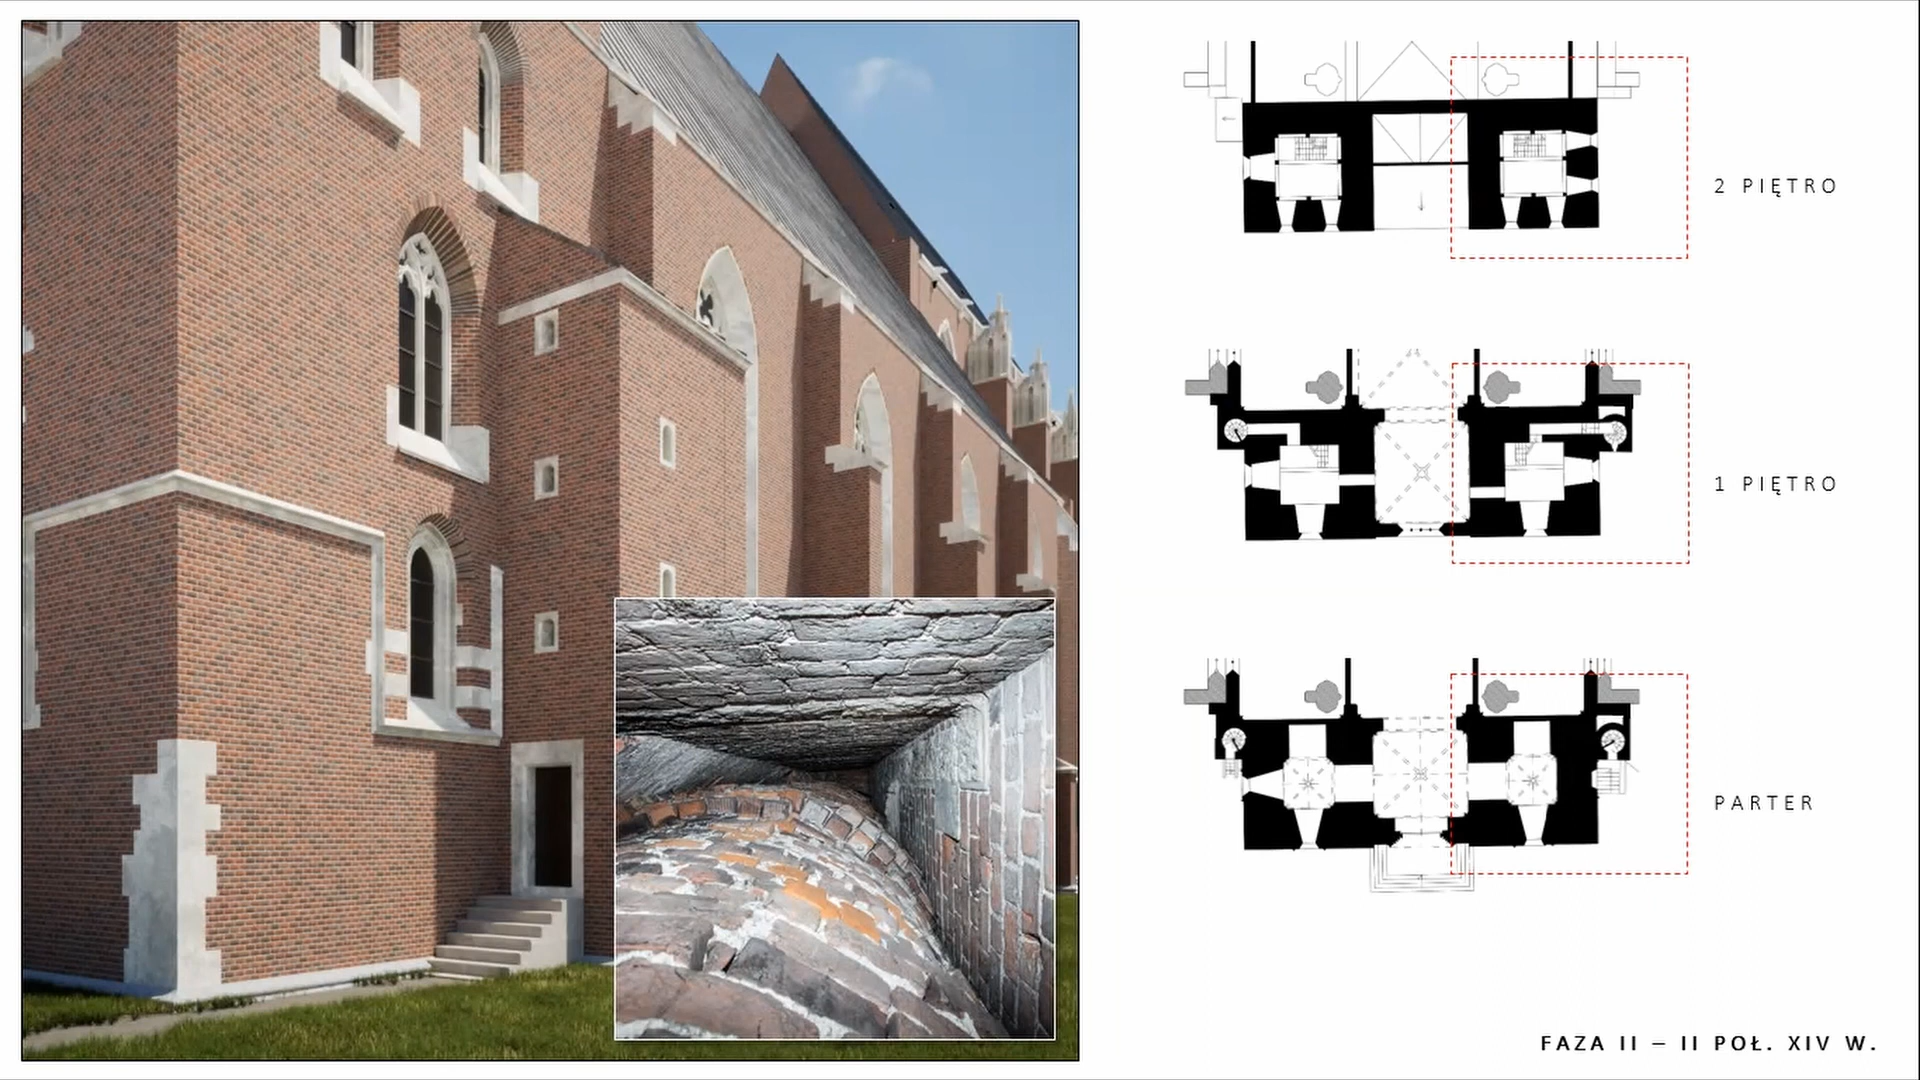 2 PIĘTRO
1 PIĘTRO
PARTER
FAZA II – II POŁ. XIV W.